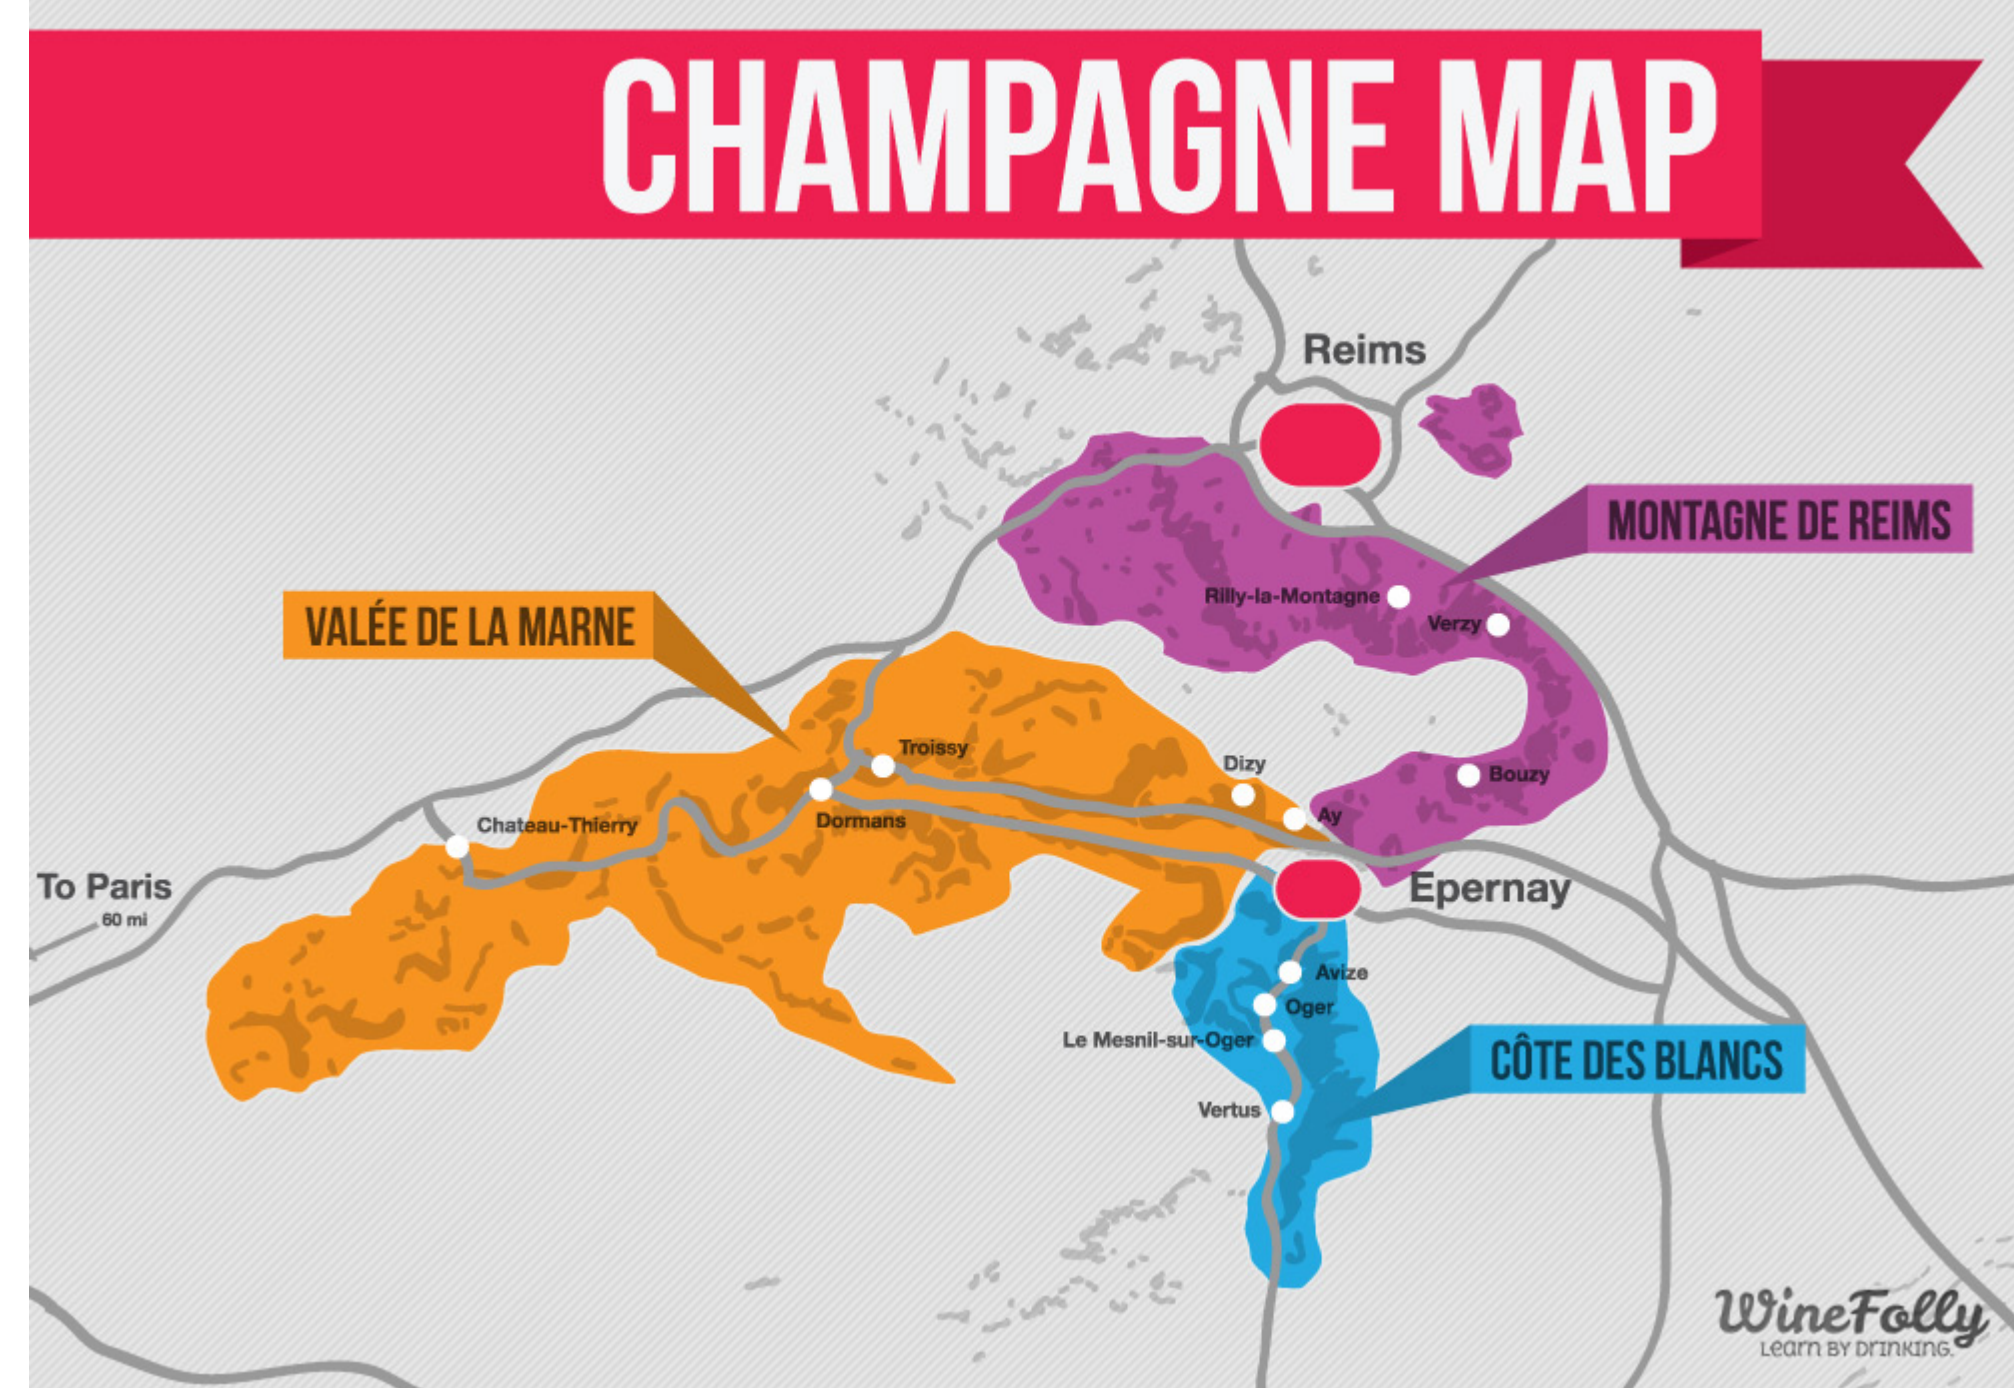 CHAMPAGNE MAP
Reims
MONTAGNE DE REIMS
Rilly-la-Montagne
Verzy
VALÉE DE LA MARNE
Troissy
Dizy
Bouzy
Ay
Dormans
Chateau-Thierry
To Paris
60 mi
Epernay
Avize
Oger
Le Mesnil-sur-Oger
CÔTE DES BLANCS
Vertus
WineFolly
Learn BY DrINKING.